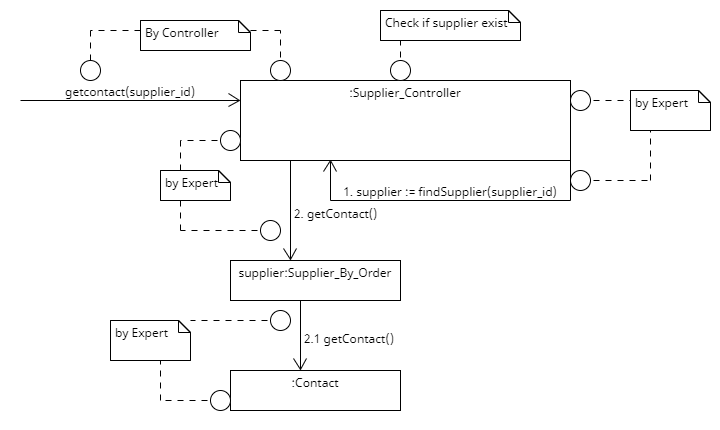 By Controller
Check if supplier exist
getcontact(supplier_id)
:Supplier_Controller
by Expert
by Expert
1. supplier := findSupplier(supplier_id)
2. getContact()
supplier:Supplier_By_Order
by Expert
2.1 getContact()
:Contact